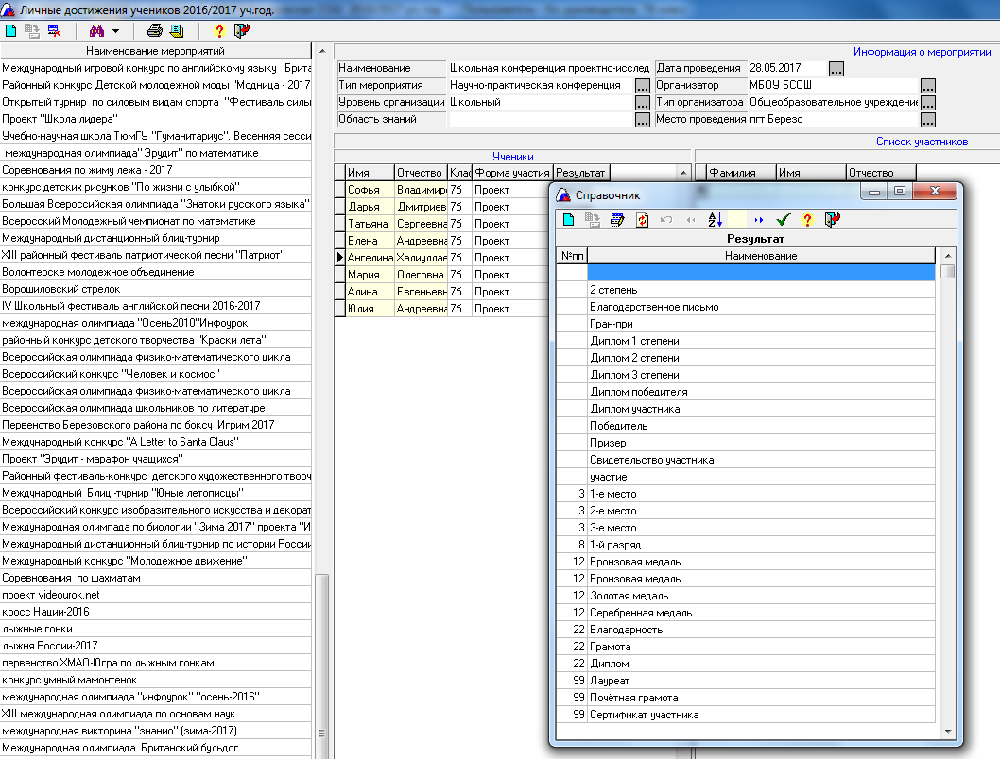 Личные достижения учеников 2016/2017 уч.год.
Наименование мероприятий
Международный игровой конкурс по английскому языку Брита
Районный конкурс Детской молодежной моды "Модница - 2017
Открытый турнир по силовым видам спорта "Фестиваль силы
Проект "Школа лидера"
Учебно-научная школа ТюмГУ "Гуманитариус". Весенняя сесси
международная олимпиада" Эрудит" по математике
Соревнования по жиму лежа - 2017
конкурс детских рисунков "По жизни с улыбкой"
Большая Всероссийская олимпиада "Знатоки русского языка"
Всеросский Молодежный чемпионат по математике
Международный дистанционный блиц-турнир
XIII районный фестиваль патриотической песни "Патриот"
Волонтерске молодежное объединение
Ворошиловский стрелок
IV Школьный Фестиваль английской песни 2016-2017
международная олимпиада "Осень2010"Инфоурок
районный конкурс детского творчества "Краски лета"
Всероссийская олимпиада физико-математического цикла
Всероссийский конкурс "Человек и космос"
Всероссийская олимпиада физико-математического цикла
Всероссийская олимпиада школьников по литературе
Первенство Березовского района по боксу Игрим 2017
Международный конкурс "A Letter to Santa Claus"
Проект "Эрудит - марафон учащихся"
Районный фестиваль-конкурс детского художественного творч
Международный Блиц -турнир "Юные летописцы"
Всероссийский конкурс изобразительного искусства и декорат
Международная олимпада по биологии "Зима 2017" проекта "И
Международный дистанционный блиц-турнир по истории России
Международный конкурс "Молодежное движение"
Соревнования по шахматам
проект videourok.net
кросс Нации-2016
лыжные гонки
лыжня России-2017
первенство ХМАО-Югра по лыжным гонкам
конкурс умный мамонтенок
международная олимпиада "инфоурок" "осень-2016"
XIII международная олимпиада по основам наук
международная викторина "знанио" (зима-2017)
Международная олимпиада Британский бульдог
Информация о мероприятии
Наименование Школьная конференция проектно-исслед Дата проведения 28.05.2017 ...
Тип мероприятия Научно-практическая конференция ... Организатор МБОУ БСОШ ...
Уровень организации Школьный ... Тип организатора Общеобразовательное учреждение ...
Область знаний ... Место проведения пгт Березо ...
Список участников
Ученики
Имя Отчество Клас Форма участия Результат
Софья Владимиро 7б Проект
Дарья Дмитриев 7б Проект
Татьяна Сергеевна 7б Проект
Елена Андреевна 7б Проект
Ангелина Халиуллае 7б Проект
Мария Олеговна 7б Проект
Алина Евгеньевн 7б Проект
Юлия Андреевна 7б Проект
Фамилия Имя Отчество
Справочник
Результат
№пп Наименование
2 степень
Благодарственное письмо
Гран-при
Диплом 1 степени
Диплом 2 степени
Диплом 3 степени
Диплом победителя
Диплом участника
Победитель
Призер
Свидетельство участника
участие
3 1-е место
3 2-е место
3 3-е место
8 1-й разряд
12 Бронзовая медаль
12 Бронзовая медаль
12 Золотая медаль
12 Серебренная медаль
22 Благодарность
22 Грамота
22 Диплом
99 Лауреат
99 Почётная грамота
99 Сертификат участника